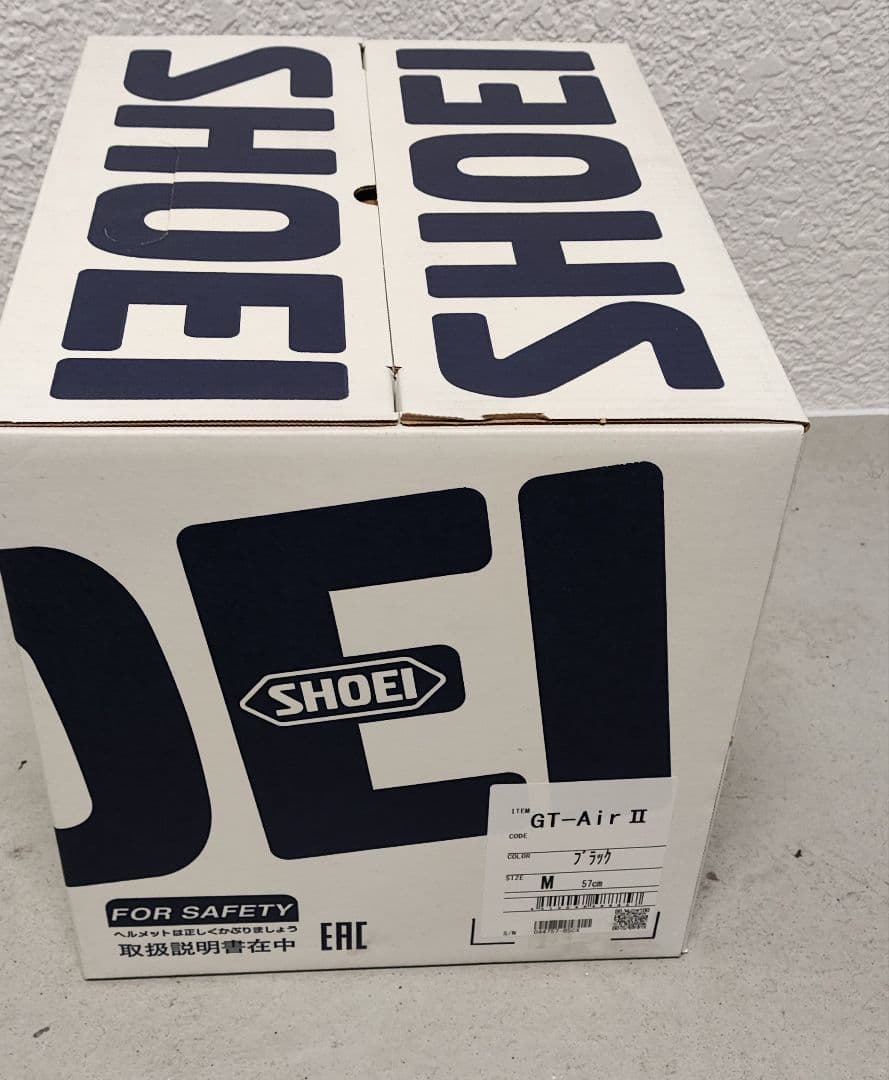 SHOEI
SHOEI
OEI
SHOEI
ITEM GT-Air II
CODE
COLOR ブラック
SIZE M 57cm
S/N
FOR SAFETY
ヘルメットは正しくかぶりましょう
取扱説明書在中
EAC